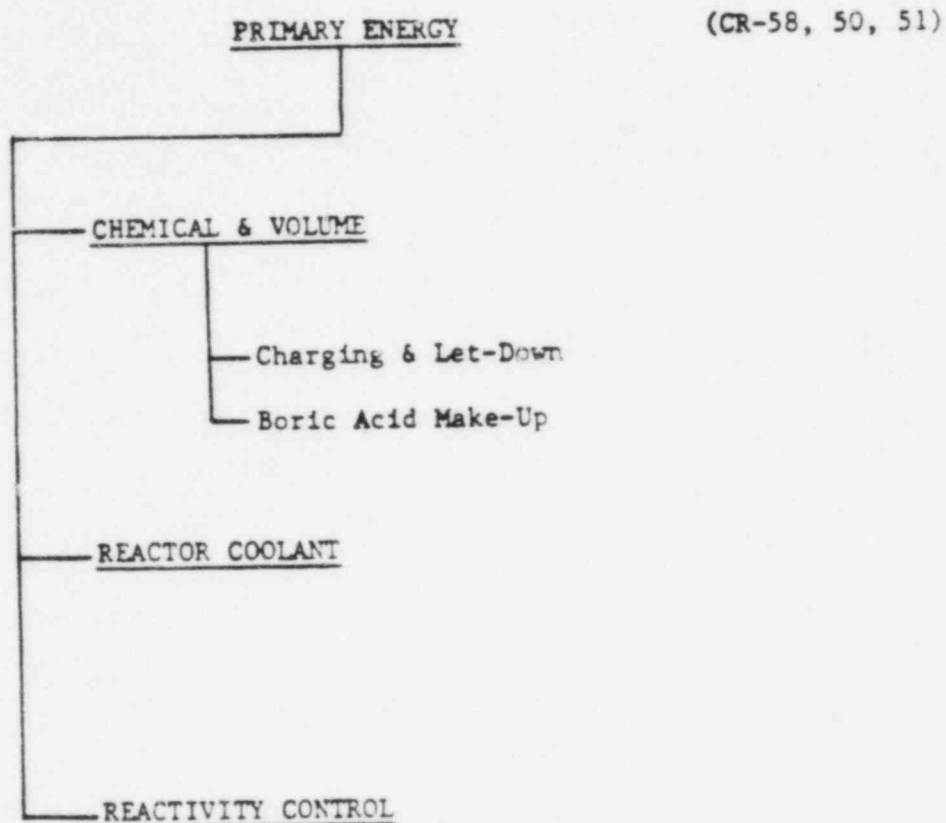 PRIMARY ENERGY (CR-58, 50, 51)
CHEMICAL & VOLUME
Charging & Let-Down
Boric Acid Make-Up
REACTOR COOLANT
REACTIVITY CONTROL